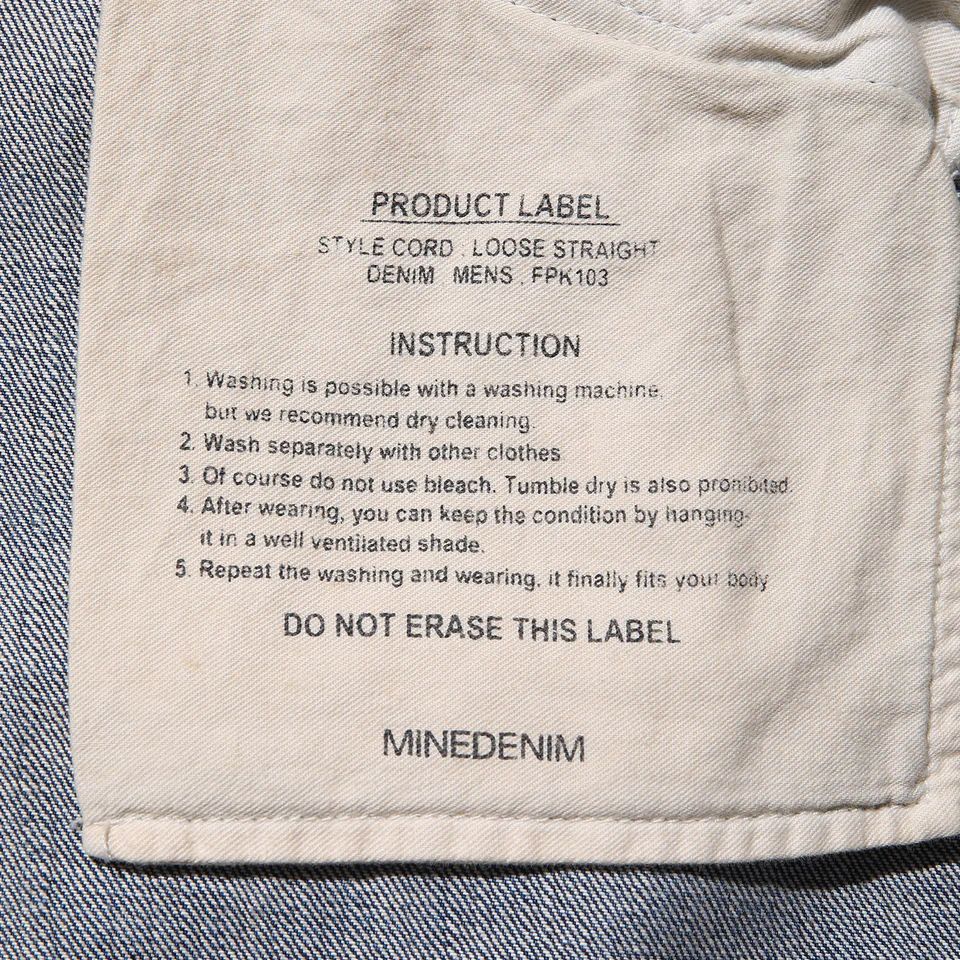 PRODUCT LABEL
STYLE CORD . LOOSE STRAIGHT
DENIM MENS . FPK103
INSTRUCTION
1. Washing is possible with a washing machine.
but we recommend dry cleaning.
2. Wash separately with other clothes
3. Of course do not use bleach. Tumble dry is also prohibited.
4. After wearing, you can keep the condition by hanging-
it in a well ventilated shade.
5. Repeat the washing and wearing, it finally fits your body
DO NOT ERASE THIS LABEL
MINEDENIM